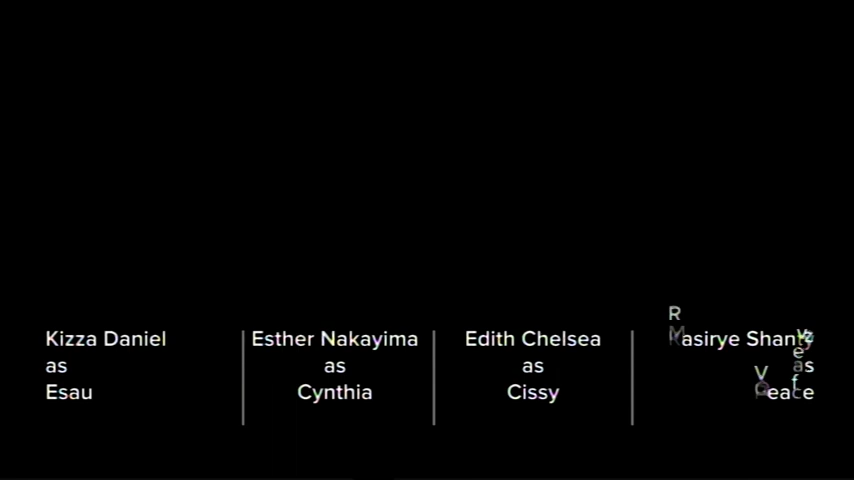 Kizza Daniel
as
Esau
Esther Nakayima
as
Cynthia
Edith Chelsea
as
Cissy
as